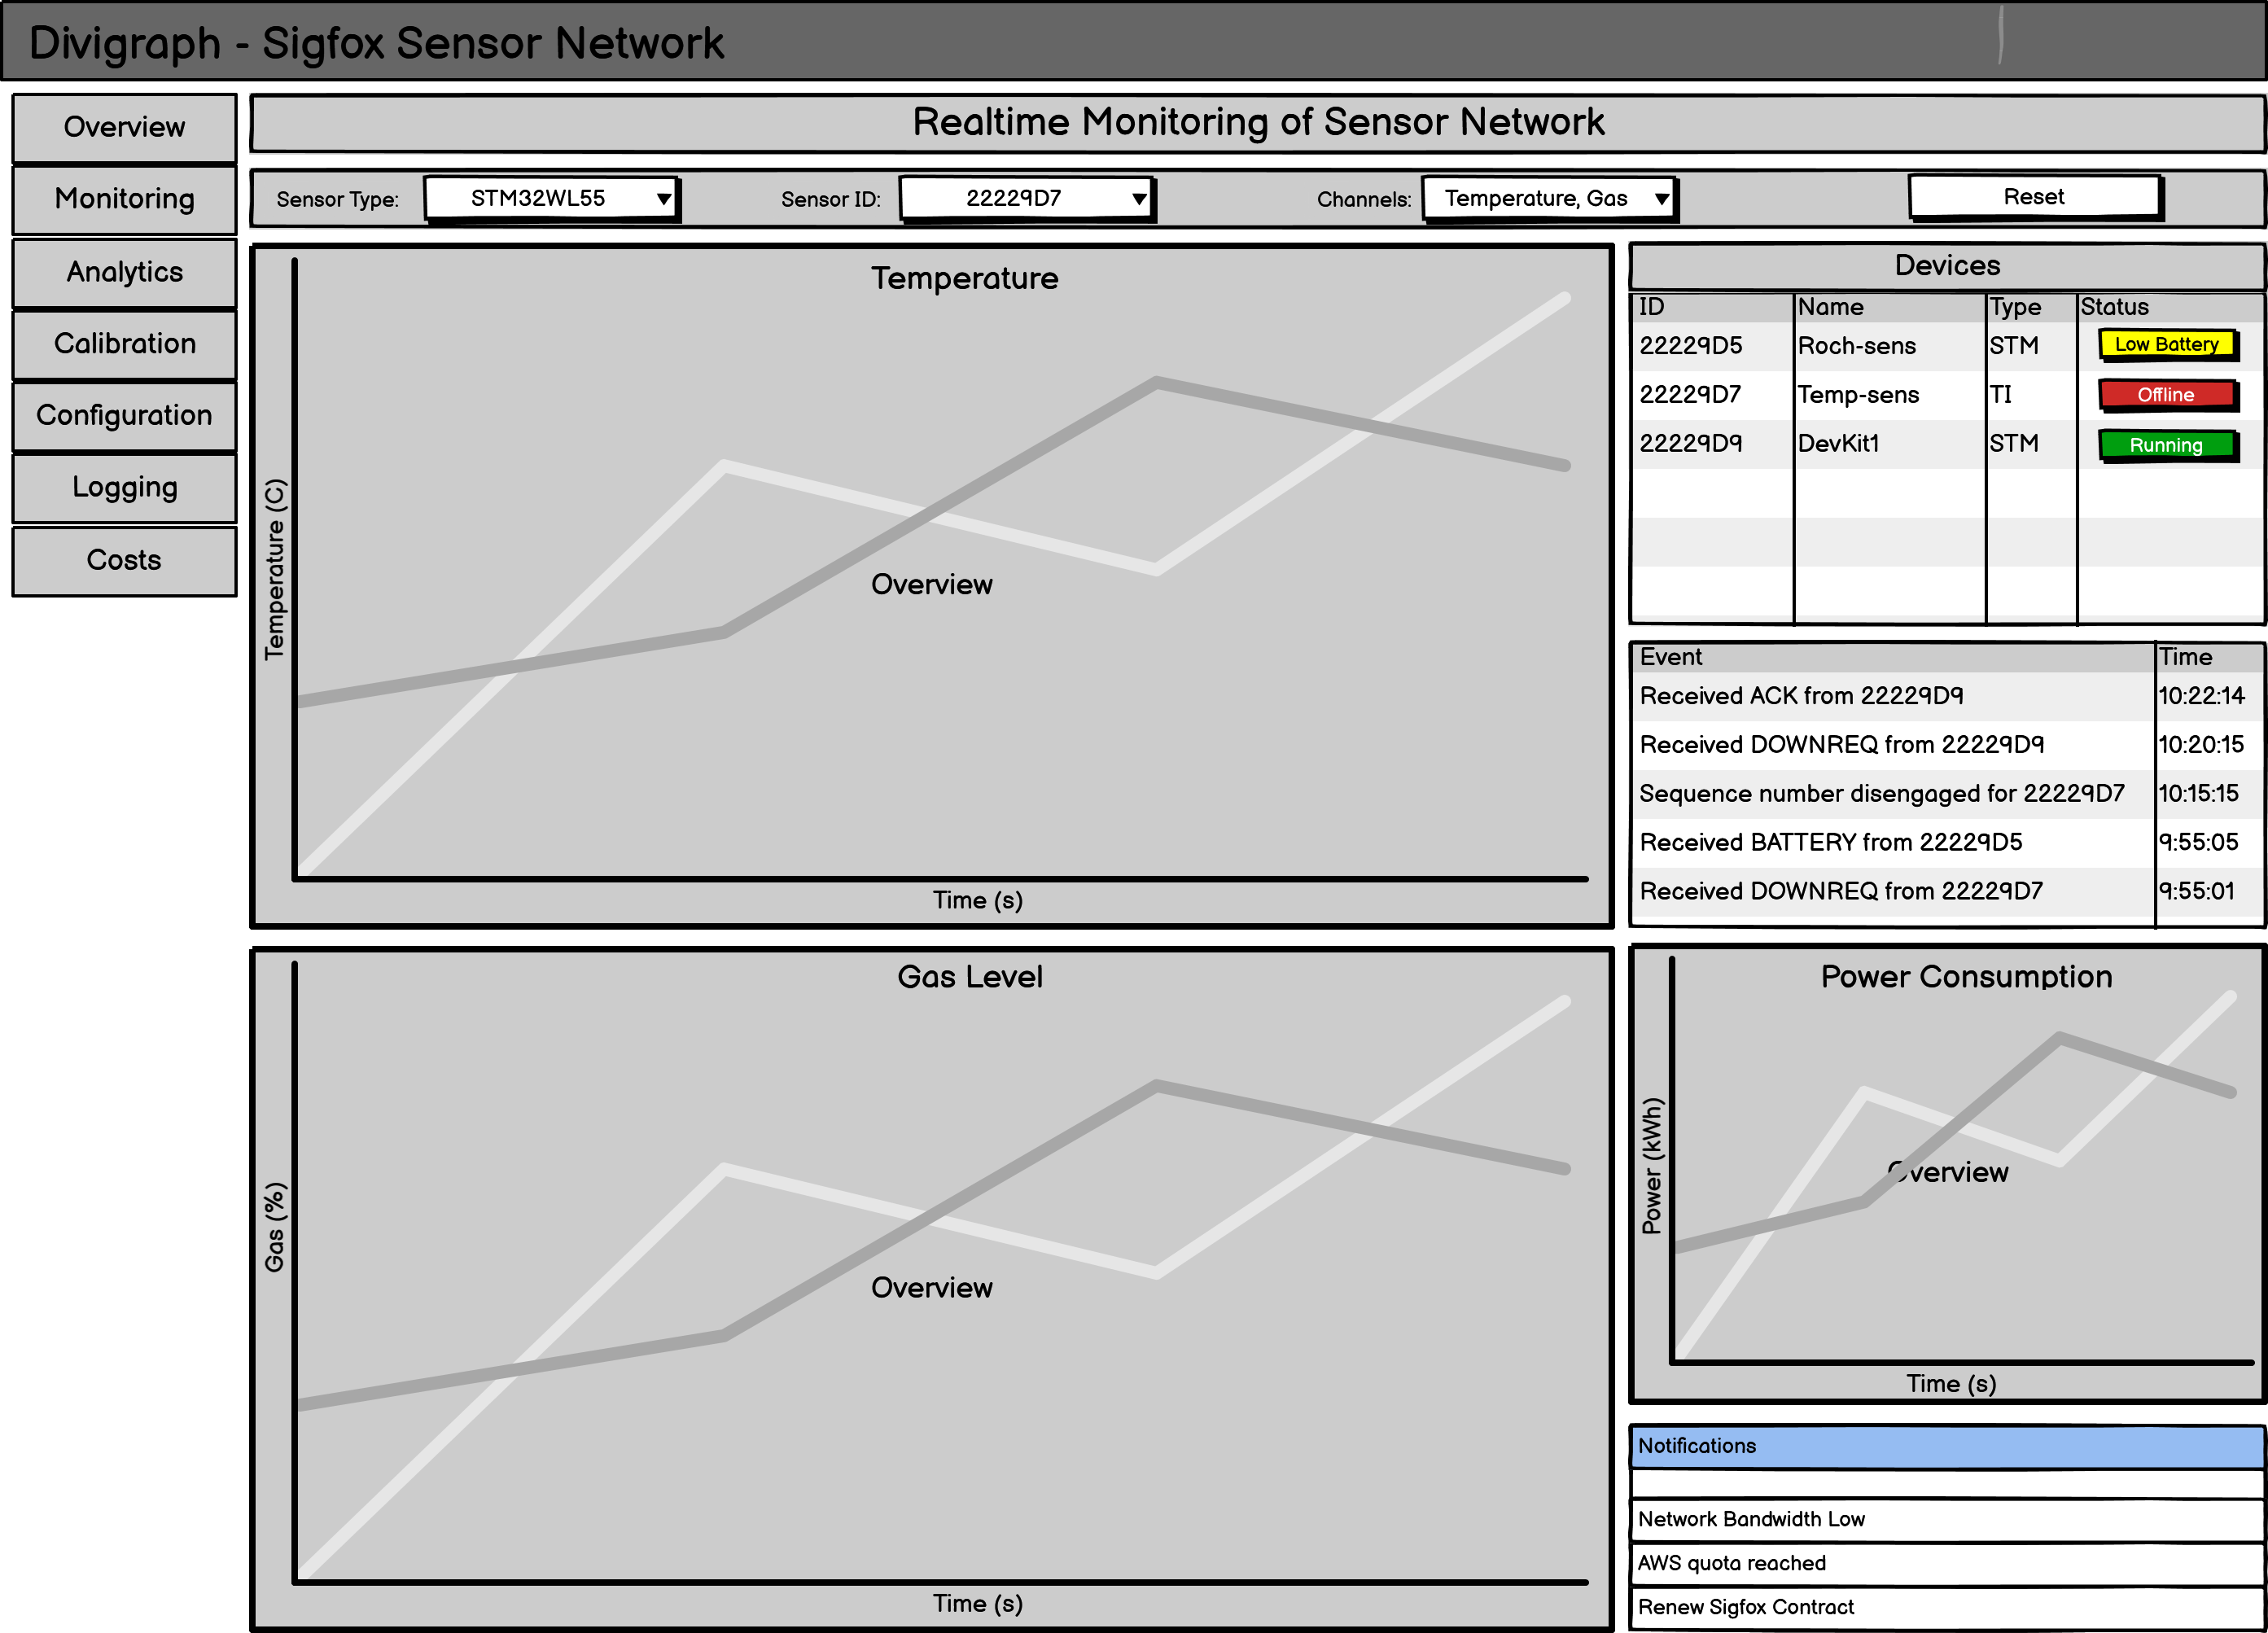 Divigraph - Sigfox Sensor Network
Overview
Monitoring
Analytics
Calibration
Configuration
Logging
Costs
Realtime Monitoring of Sensor Network
Sensor Type: STM32WL55 Sensor ID: 22229D7 Channels: Temperature, Gas Reset
Temperature
Temperature (C)
Overview
Time (s)
Gas Level
Gas (%)
Overview
Time (s)
Devices
ID Name Type Status
22229D5 Roch-sens STM Low Battery
22229D7 Temp-sens TI Offline
22229D9 DevKit1 STM Running
Event Time
Received ACK from 22229D9 10:22:14
Received DOWNREQ from 22229D9 10:20:15
Sequence number disengaged for 22229D7 10:15:15
Received BATTERY from 22229D5 9:55:05
Received DOWNREQ from 22229D7 9:55:01
Power Consumption
Power (kWh)
Overview
Time (s)
Notifications
Network Bandwidth Low
AWS quota reached
Renew Sigfox Contract